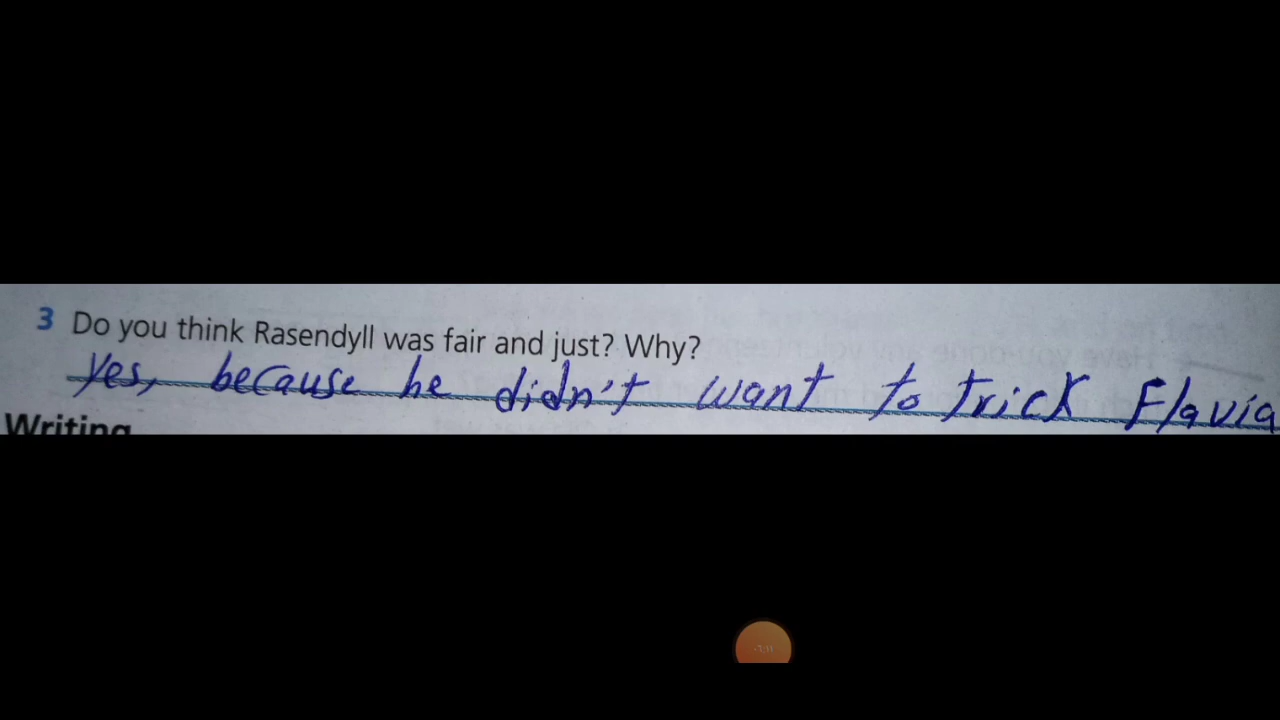 3 Do you think Rasendyll was fair and just? Why?
yes, because he didn't want to trick Flavia
Writing